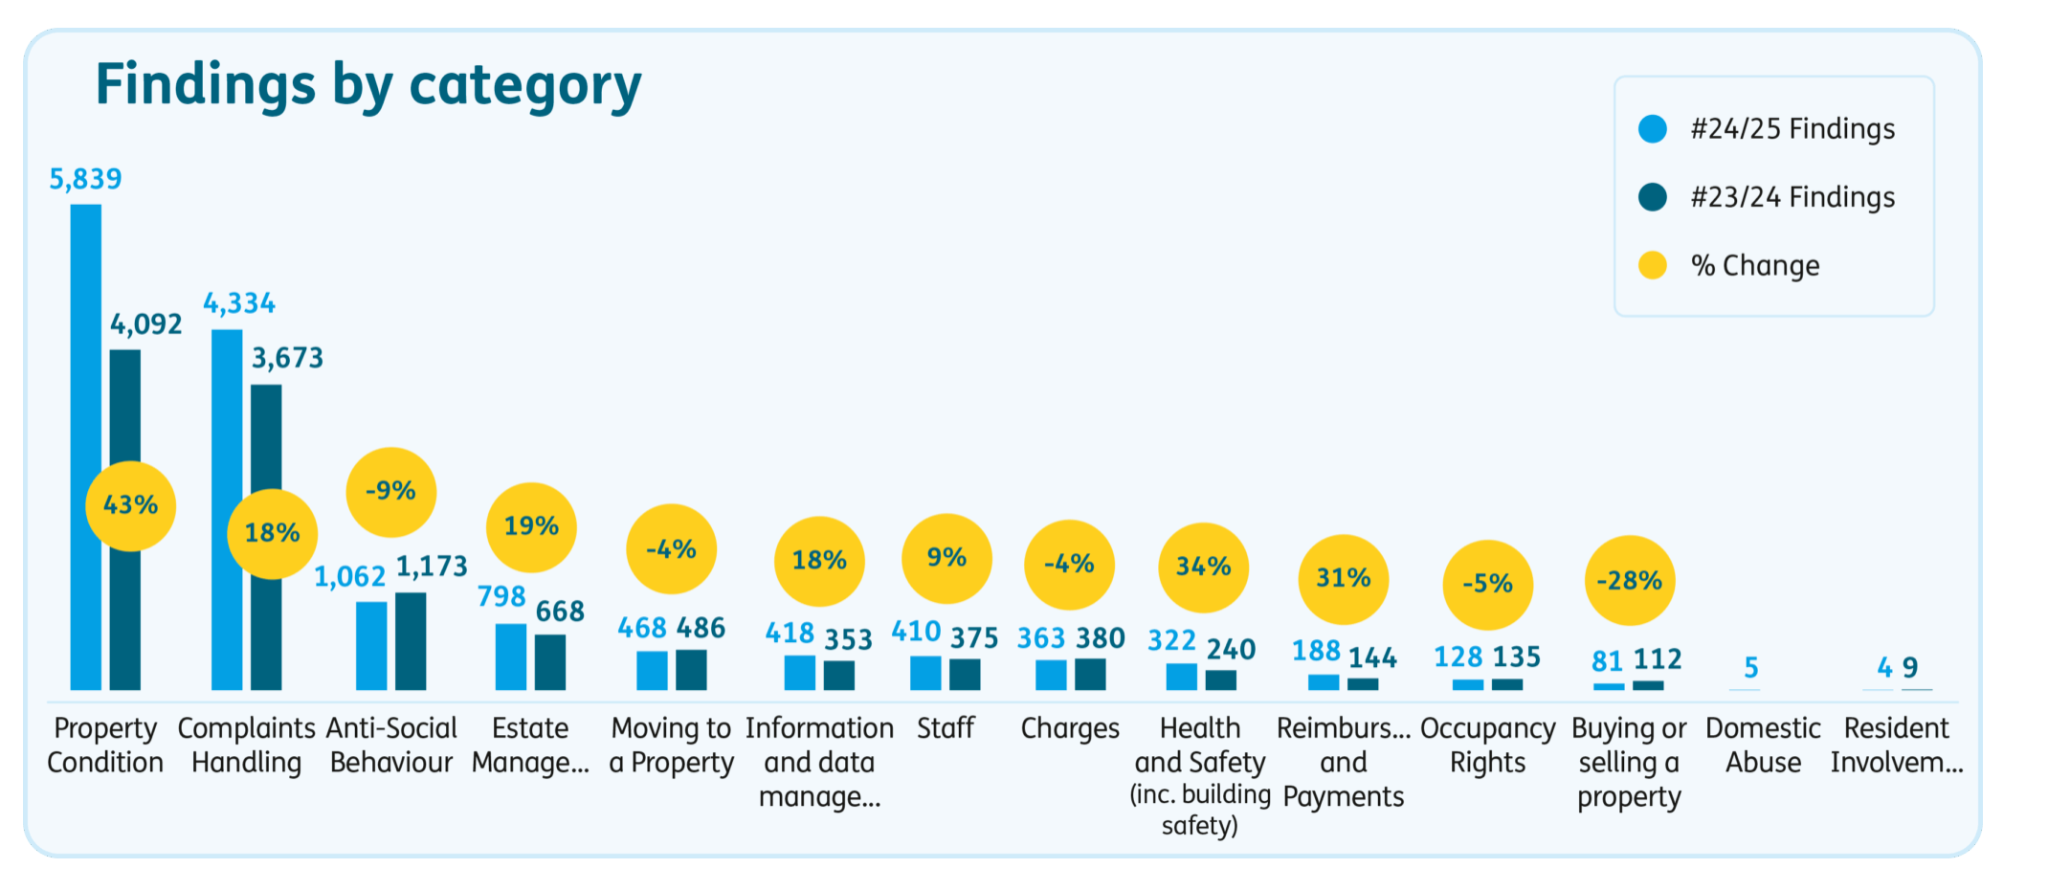 Findings by category
#24/25 Findings
#23/24 Findings
% Change
5,839
4,092
43%
4,334
3,673
18%
-9%
1,062 1,173
19%
798
668
-4%
468 486
18%
418 353
9%
410 375
-4%
363 380
34%
322 240
31%
188 144
-5%
128 135
-28%
81 112
5
4 9
Property
Condition
Complaints
Handling
Anti-Social
Behaviour
Estate
Manage...
Moving to
a Property
Information
and data
manage...
Staff
Charges
Health
and Safety
(inc. building
safety)
Reimburs...
and
Payments
Occupancy
Rights
Buying or
selling a
property
Domestic
Abuse
Resident
Involvem...